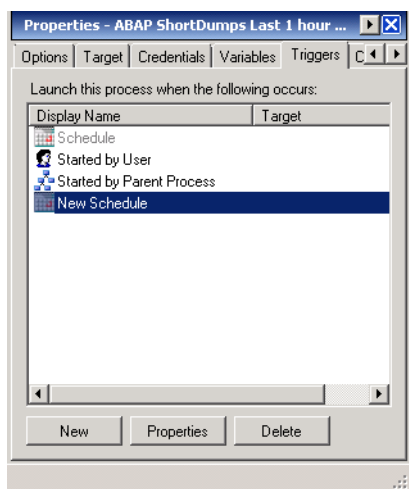 Properties - ABAP ShortDumps Last 1 hour ...
Options Target Credentials Variables Triggers C
Launch this process when the following occurs:
Display Name Target
Schedule
Started by User
Started by Parent Process
New Schedule
New Properties Delete